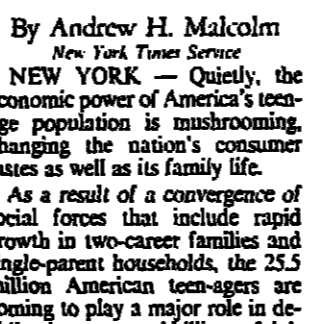 By Andrew H. Malcolm
New York Times Service
NEW YORK — Quietly, the
conomic power of America's teen-
ge population is mushrooming,
hanging the nation's consumer
astes as well as its family life.
As a result of a convergence of
ocial forces that include rapid
rowth in two-career families and
ngle-parent households, the 25.5
illion American teen-agers are
oming to play a major role in de-